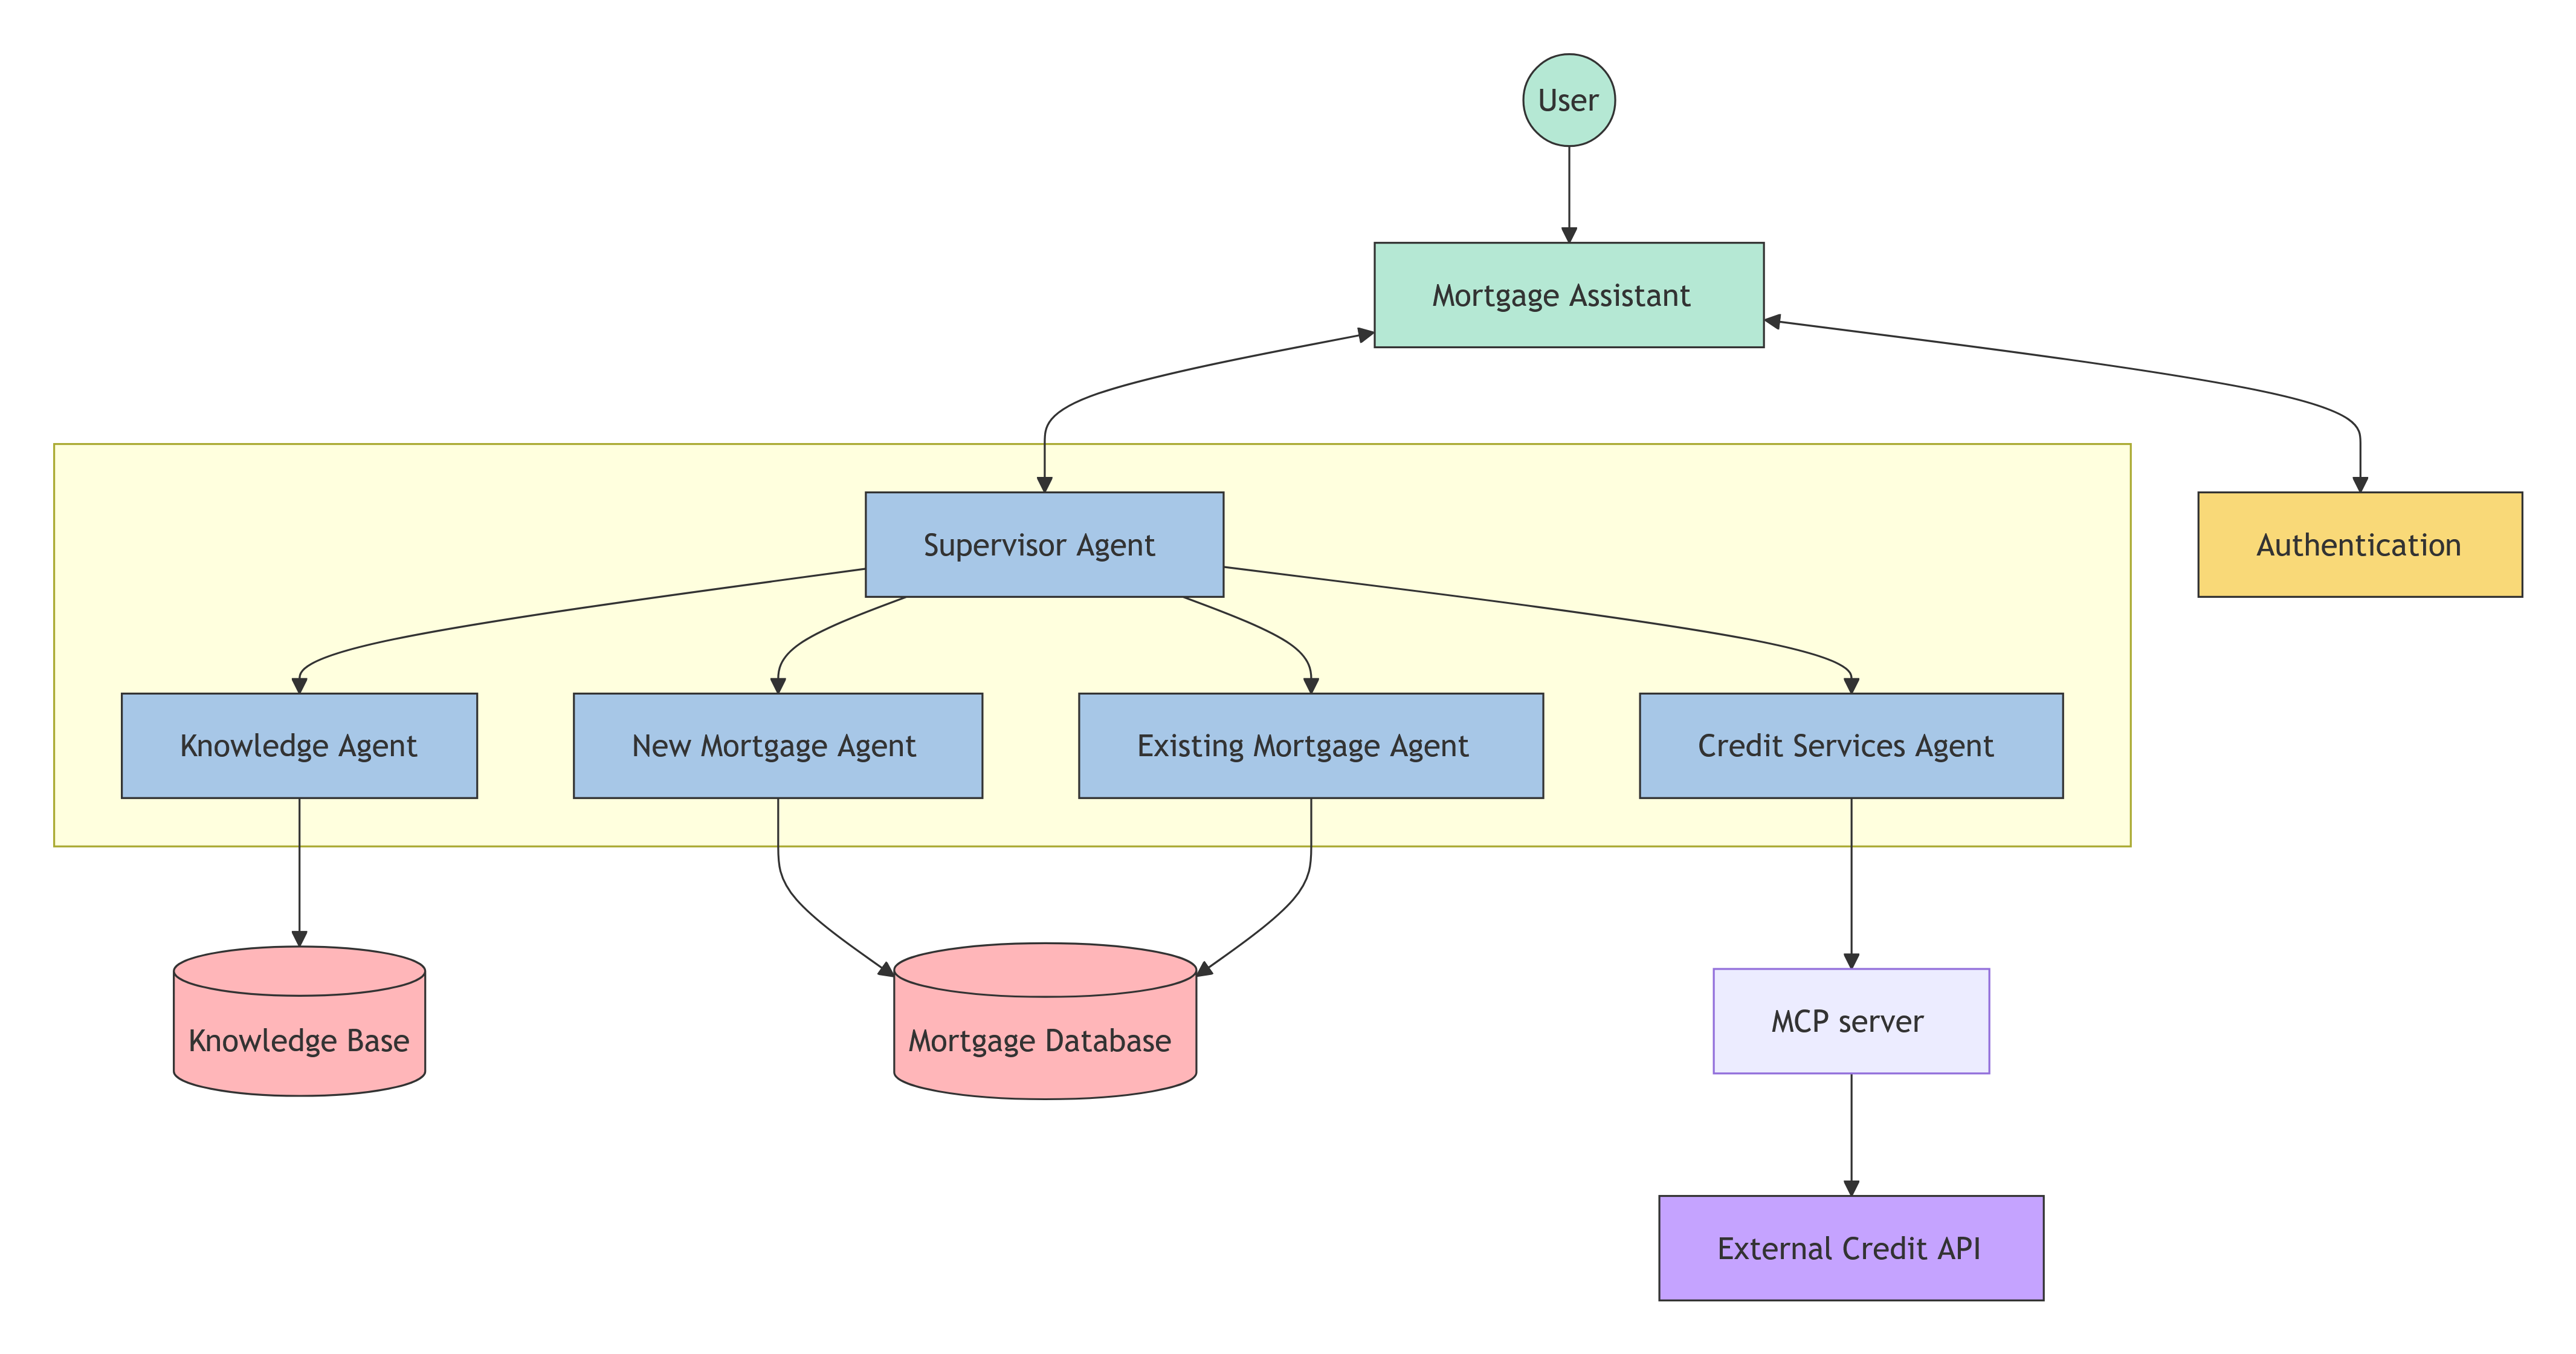 User
Mortgage Assistant
Supervisor Agent
Authentication
Knowledge Agent
New Mortgage Agent
Existing Mortgage Agent
Credit Services Agent
Knowledge Base
Mortgage Database
MCP server
External Credit API